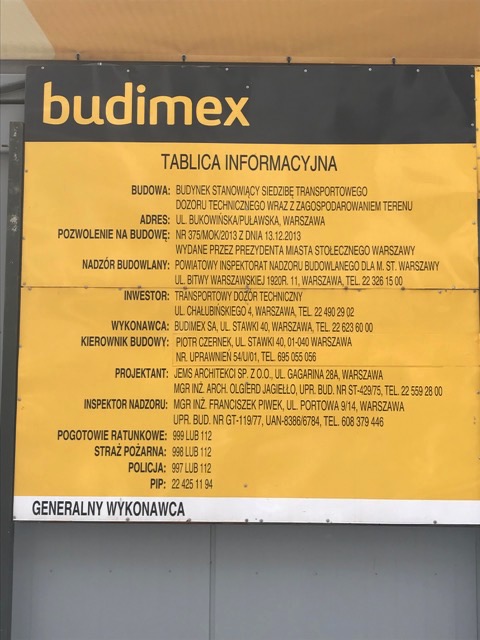 budimex
TABLICA INFORMACYJNA
BUDOWA: BUDYNEK STANOWIĄCY SIEDZIBĘ TRANSPORTOWEGO
DOZORU TECHNICZNEGO WRAZ Z ZAGOSPODAROWANIEM TERENU
ADRES: UL. BUKOWIŃSKA/PUŁAWSKA, WARSZAWA
POZWOLENIE NA BUDOWĘ: NR 375/MOK/2013 Z DNIA 13.12.2013
WYDANE PRZEZ PREZYDENTA MIASTA STOŁECZNEGO WARSZAWY
NADZÓR BUDOWLANY: POWIATOWY INSPEKTORAT NADZORU BUDOWLANEGO DLA M. ST. WARSZAWY
UL. BITWY WARSZAWSKIEJ 1920R. 11, WARSZAWA, TEL. 22 326 15 00
INWESTOR: TRANSPORTOWY DOZÓR TECHNICZNY
UL. CHAŁUBIŃSKIEGO 4, WARSZAWA, TEL. 22 490 29 02
WYKONAWCA: BUDIMEX SA, UL. STAWKI 40, WARSZAWA, TEL. 22 623 60 00
KIEROWNIK BUDOWY: PIOTR CZERNEK, UL. STAWKI 40, 01-040 WARSZAWA
NR. UPRAWNIEŃ 54/U/01, TEL. 695 055 056
PROJEKTANT: JEMS ARCHITEKCI SP. Z O.O., UL. GAGARINA 28A, WARSZAWA
MGR INŻ. ARCH. OLGIERD JAGIEŁŁO, UPR. BUD. NR ST-429/75, TEL. 22 559 28 00
INSPEKTOR NADZORU: MGR INŻ. FRANCISZEK PIWEK, UL. PORTOWA 9/14, WARSZAWA
UPR. BUD. NR GT-119/77, UAN-8386/6784, TEL. 608 379 446
POGOTOWIE RATUNKOWE: 999 LUB 112
STRAŻ POŻARNA: 998 LUB 112
POLICJA: 997 LUB 112
PIP: 22 425 11 94
GENERALNY WYKONAWCA